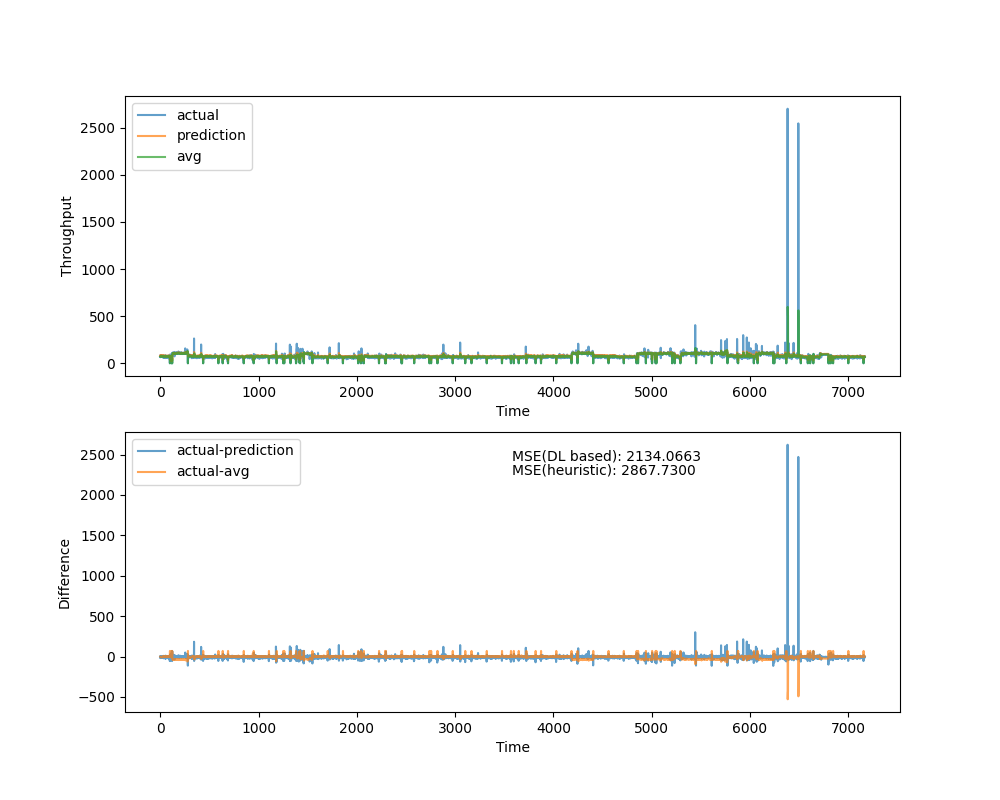 actual
prediction
avg
2500
2000
1500
1000
500
0
Throughput
0 1000 2000 3000 4000 5000 6000 7000
Time
actual-prediction
actual-avg
MSE(DL based): 2134.0663
MSE(heuristic): 2867.7300
2500
2000
1500
1000
500
0
−500
Difference
0 1000 2000 3000 4000 5000 6000 7000
Time